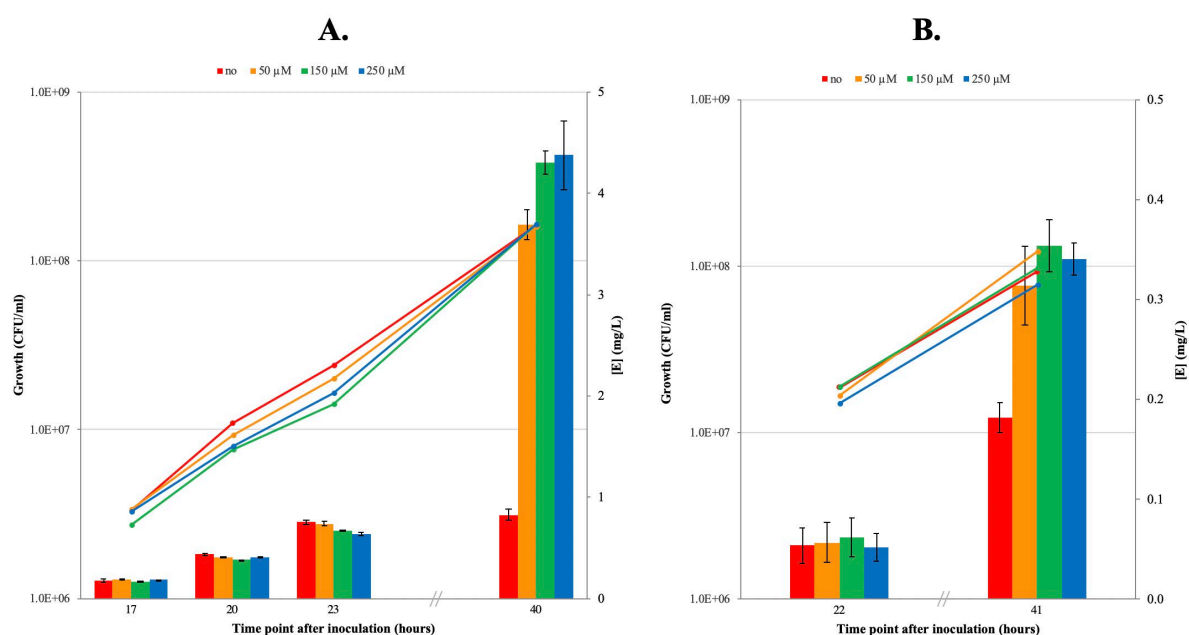 A.
no 50 µM 150 µM 250 µM
1.0E+09
1.0E+08
1.0E+07
1.0E+06
Growth (CFU/ml)
5
4
3
2
1
0
[E] (mg/L)
17 20 23 // 40
Time point after inoculation (hours)
B.
no 50 µM 150 µM 250 µM
1.0E+09
1.0E+08
1.0E+07
1.0E+06
Growth (CFU/ml)
0.5
0.4
0.3
0.2
0.1
0.0
[E] (mg/L)
22 // 41
Time point after inoculation (hours)